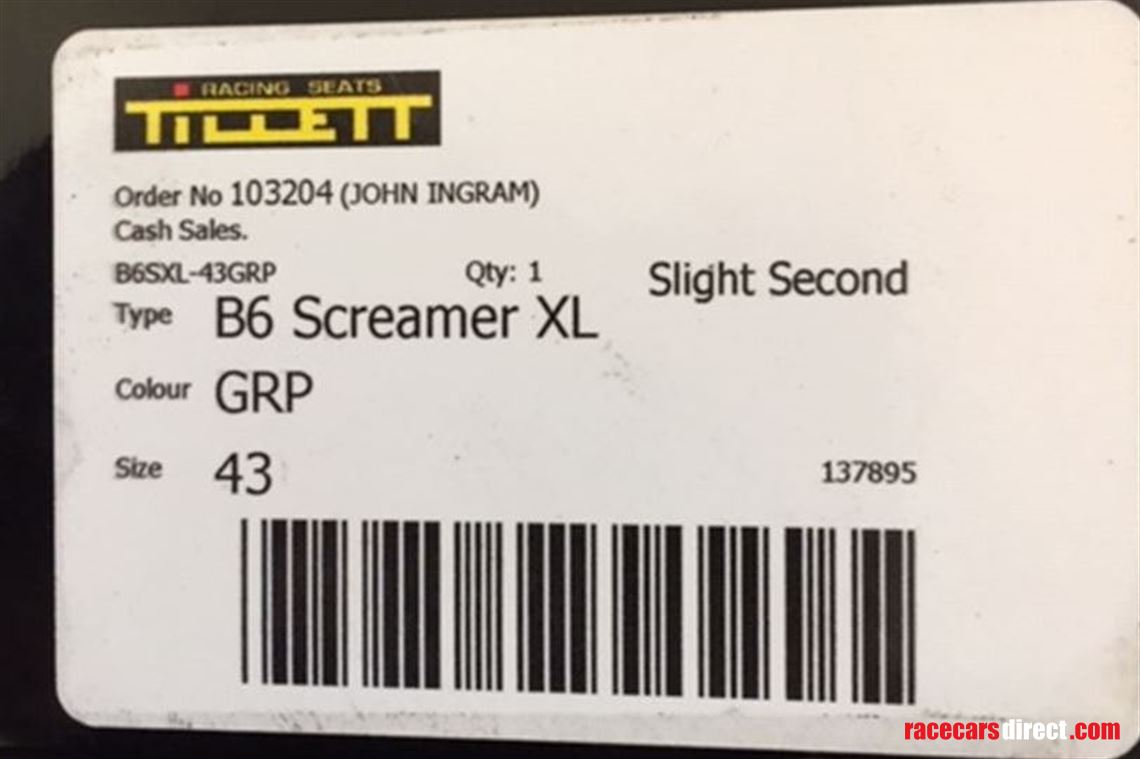 RACING SEATS
TILLETT
Order No 103204 (JOHN INGRAM)
Cash Sales.
B6SXL-43GRP Qty: 1 Slight Second
Type B6 Screamer XL
Colour GRP
Size 43 137895
racecarsdirect.com